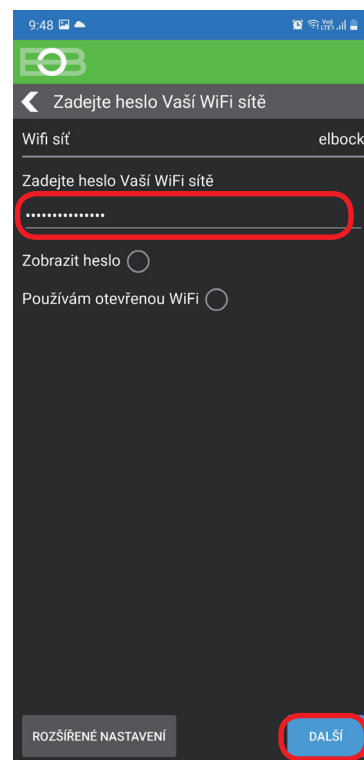 9:48
EOB
Zadejte heslo Vaší WiFi sítě
Wifi síť elbock
Zadejte heslo Vaší WiFi sítě
•••••••••••••••
Zobrazit heslo
Používám otevřenou WiFi
ROZŠÍŘENÉ NASTAVENÍ DALŠÍ